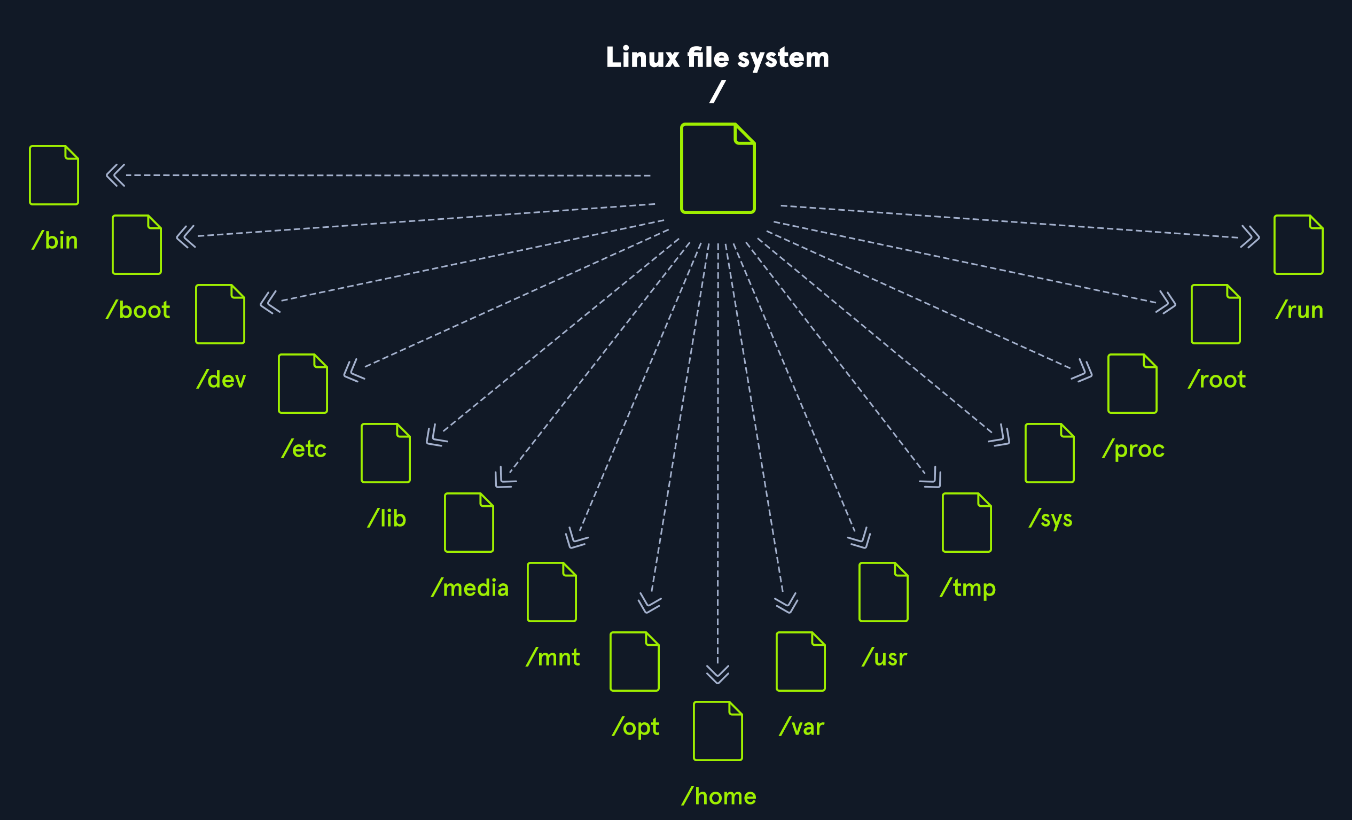 Linux file system
/
/bin
/boot
/dev
/etc
/lib
/media
/mnt
/opt
/home
/var
/usr
/tmp
/sys
/proc
/root
/run